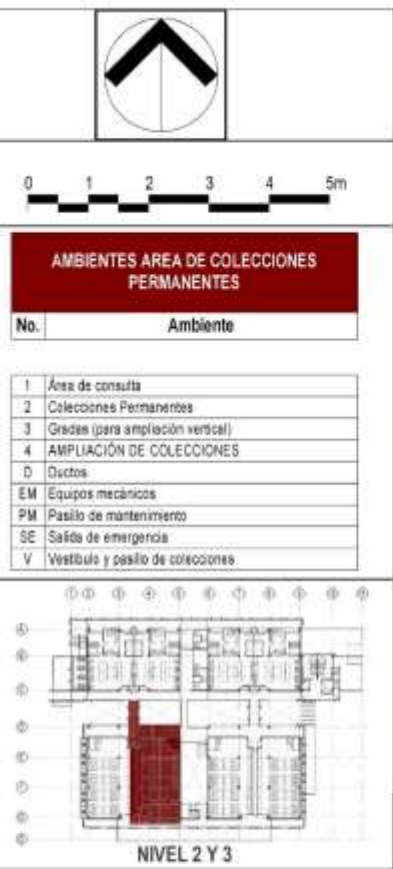 0 1 2 3 4 5m
AMBIENTES AREA DE COLECCIONES
PERMANENTES
No. Ambiente
1 Área de consulta
2 Colecciones Permanentes
3 Gradas (para ampliación vertical)
4 AMPLIACIÓN DE COLECCIONES
D Ductos
EM Equipos mecánicos
PM Pasillo de mantenimiento
SE Salida de emergencia
V Vestíbulo y pasillo de colecciones
NIVEL 2 Y 3